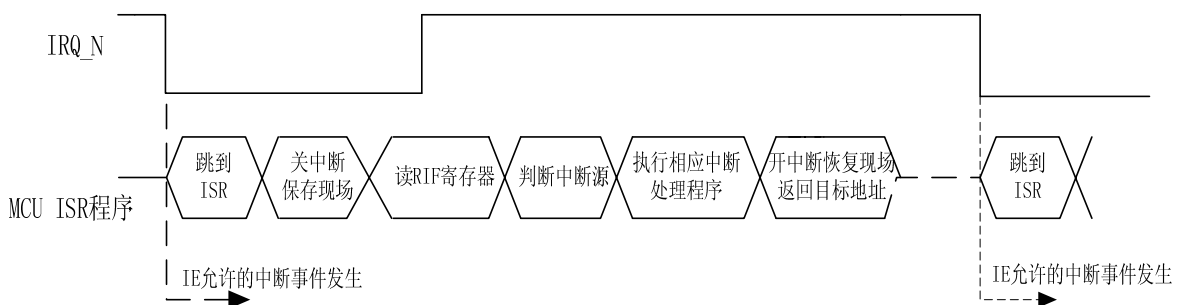 IRQ_N
跳到
ISR
关中断
保存现场
读RIF寄存器
判断中断源
执行相应中断
处理程序
开中断恢复现场
返回目标地址
跳到
ISR
MCU ISR程序
IE允许的中断事件发生
IE允许的中断事件发生